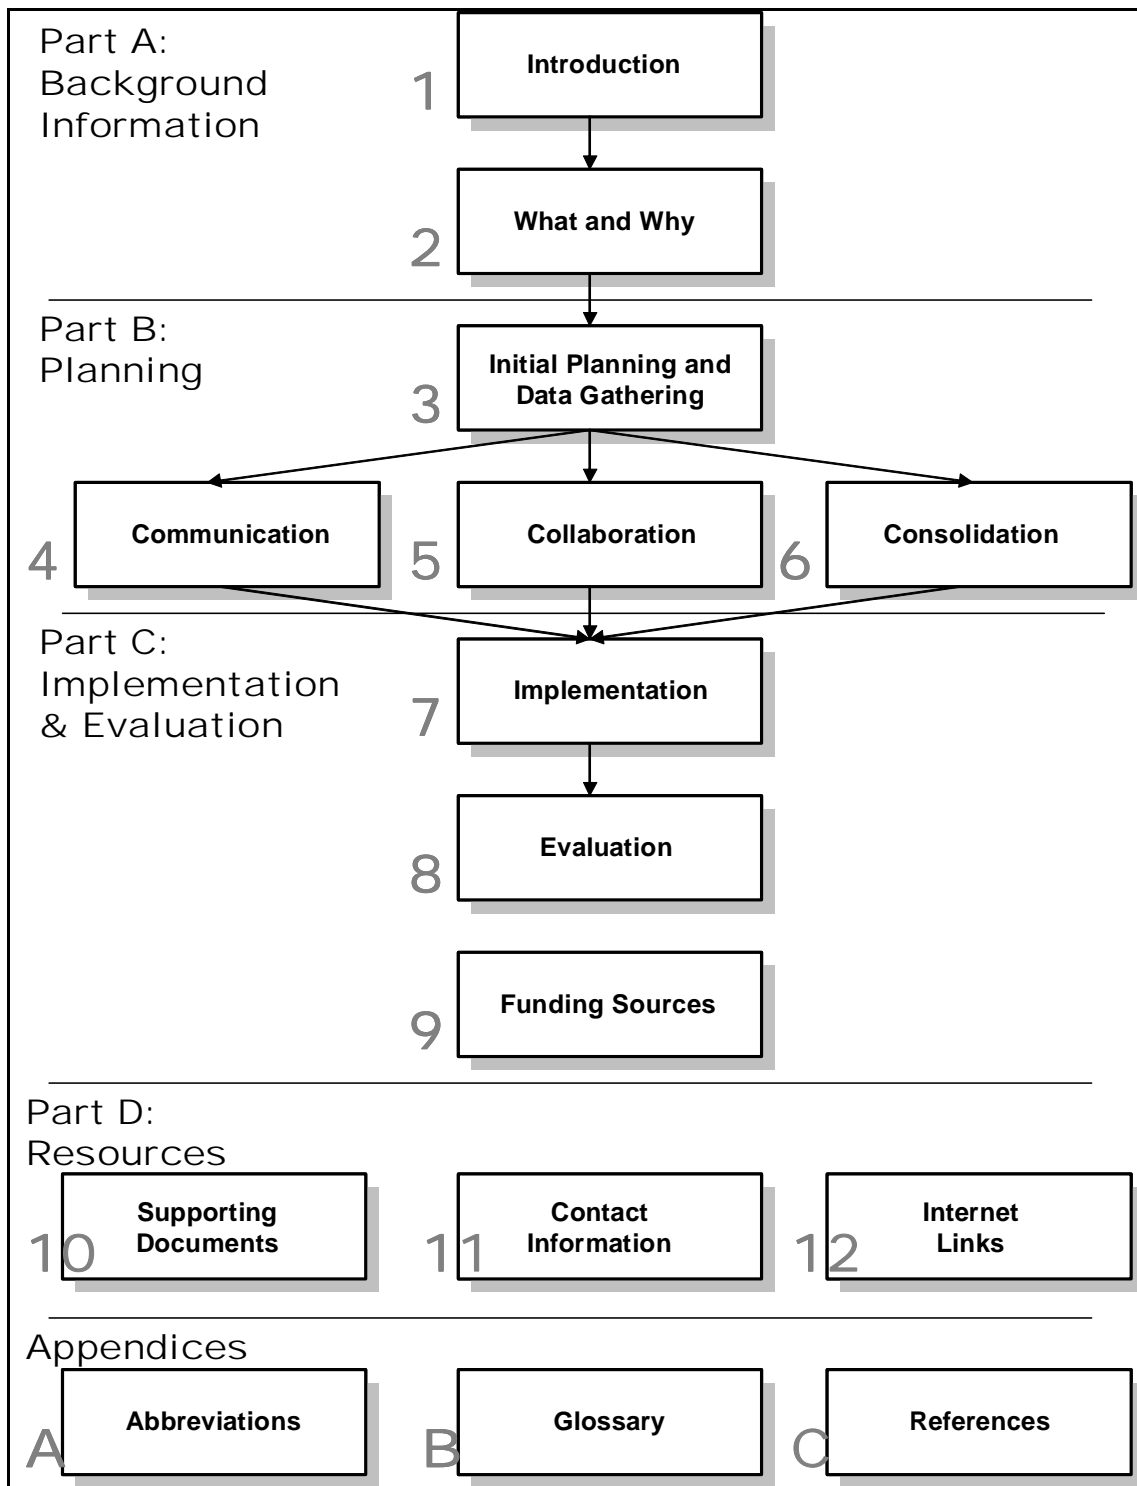 Part A:
Background
Information
1
Introduction
2
What and Why
Part B:
Planning
3
Initial Planning and
Data Gathering
4
Communication
5
Collaboration
6
Consolidation
Part C:
Implementation
& Evaluation
7
Implementation
8
Evaluation
9
Funding Sources
Part D:
Resources
10
Supporting
Documents
11
Contact
Information
12
Internet
Links
Appendices
A
Abbreviations
B
Glossary
C
References